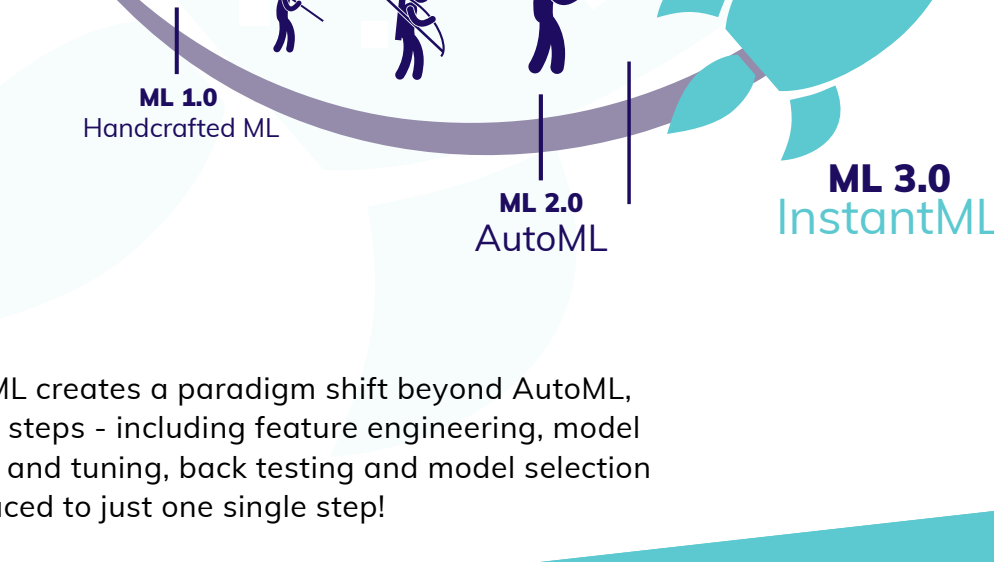 ML 1.0
Handcrafted ML
ML 2.0
AutoML
ML 3.0
InstantML
ML creates a paradigm shift beyond AutoML,
steps - including feature engineering, model
and tuning, back testing and model selection
to just one single step!